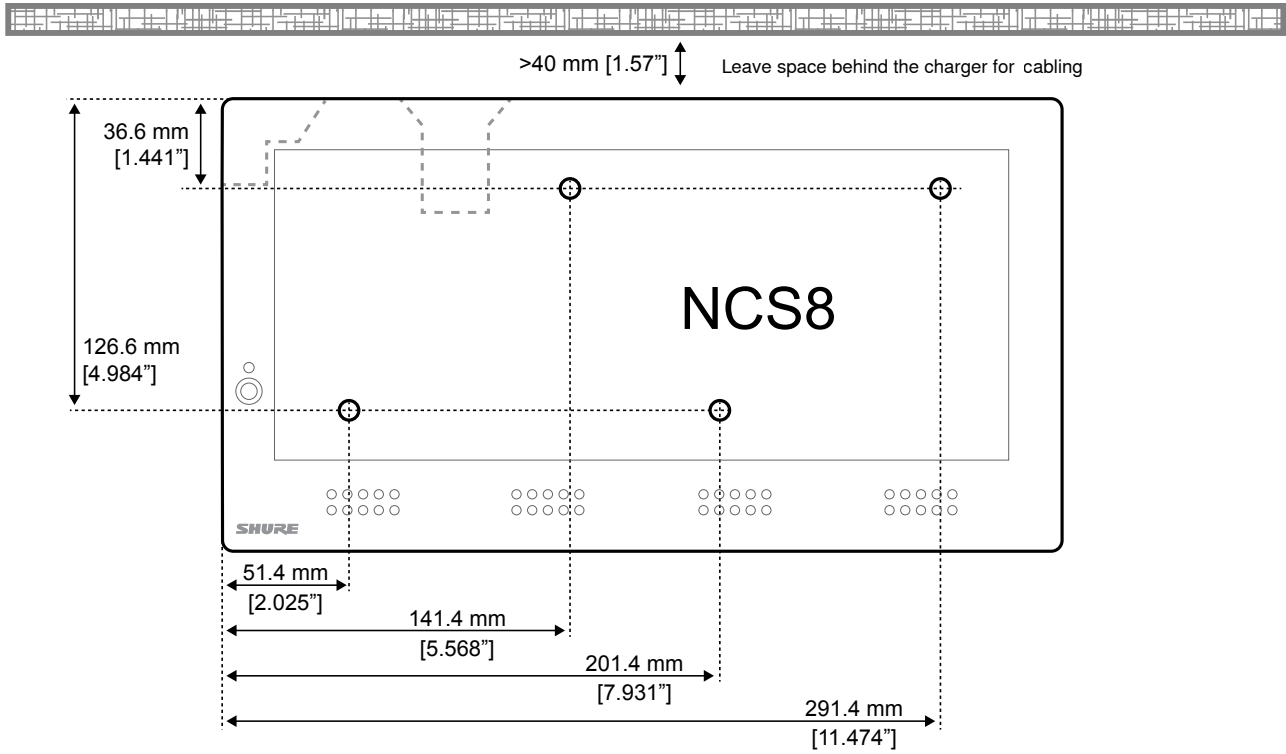 >40 mm [1.57”]
Leave space behind the charger for cabling
36.6 mm
[1.441”]
NCS8
126.6 mm
[4.984”]
SHURE
51.4 mm
[2.025”]
141.4 mm
[5.568”]
201.4 mm
[7.931”]
291.4 mm
[11.474”]